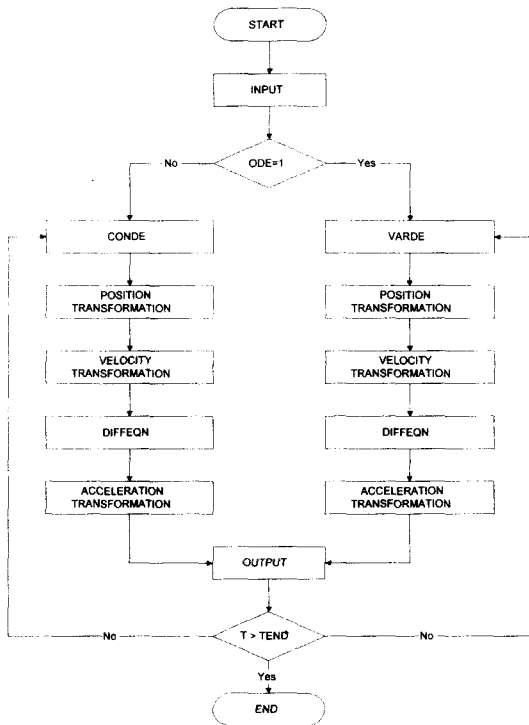 START
INPUT
No
ODE=1
Yes
CONDE
VARDE
POSITION
TRANSFORMATION
POSITION
TRANSFORMATION
VELOCITY
TRANSFORMATION
VELOCITY
TRANSFORMATION
DIFFEQN
DIFFEQN
ACCELERATION
TRANSFORMATION
ACCELERATION
TRANSFORMATION
OUTPUT
No
T > TEND
No
Yes
END